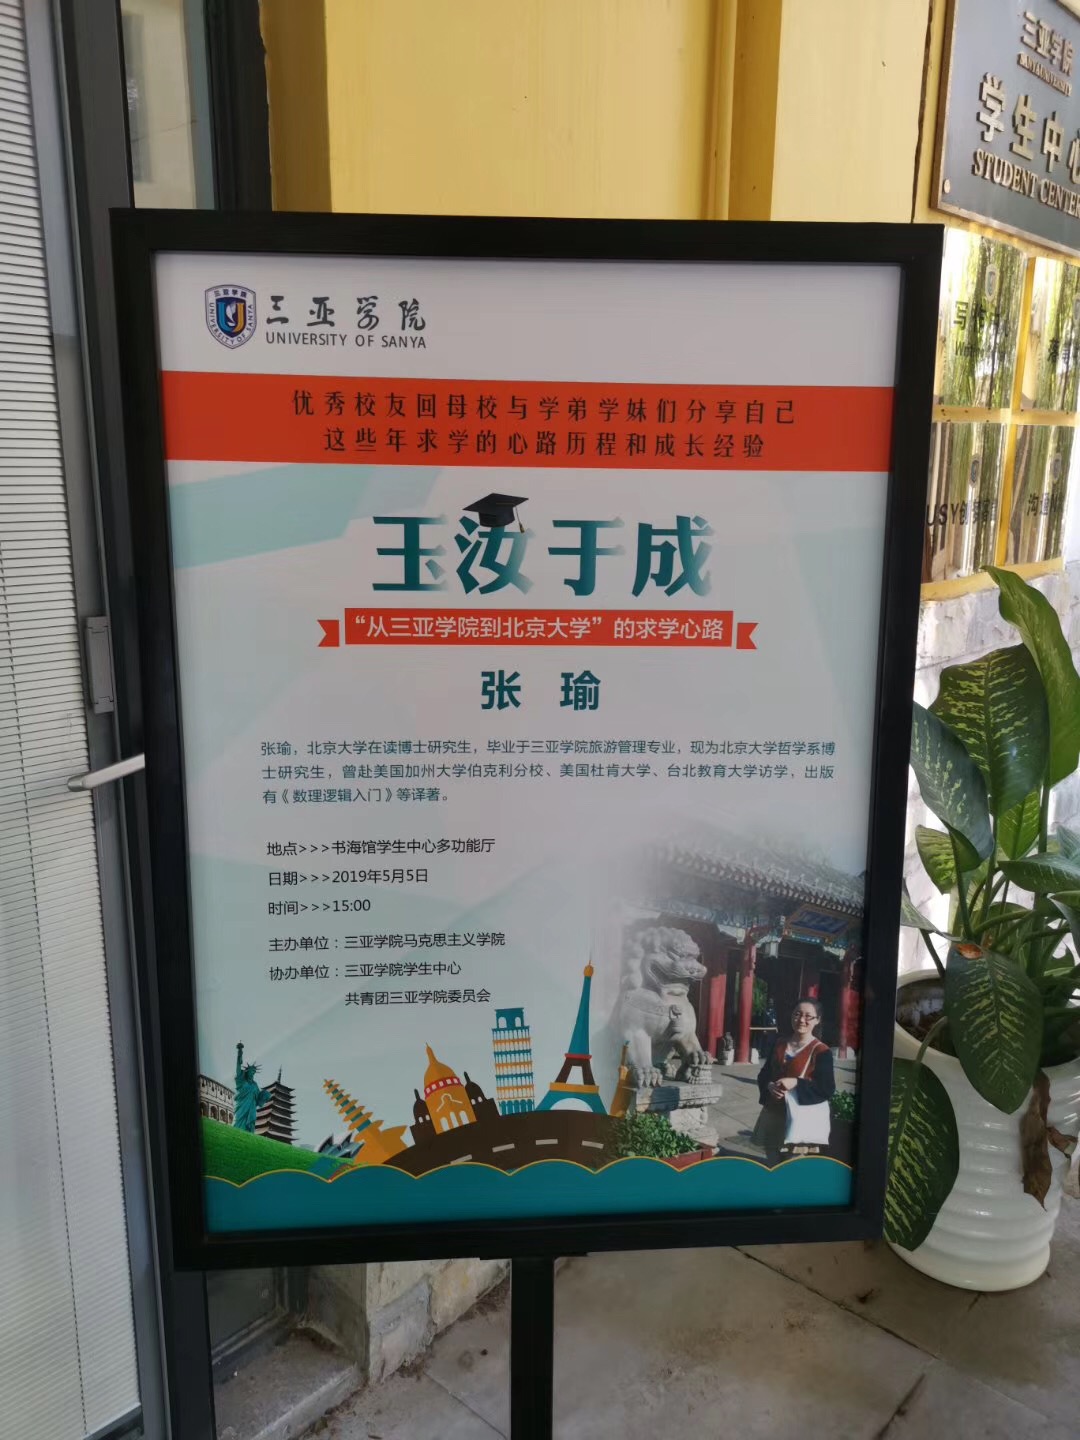 三亚学院
学生中心
STUDENT CENTER
三亚学院
UNIVERSITY OF SANYA
优秀校友回母校与学弟学妹们分享自己
这些年求学的心路历程和成长经验
玉汝于成
“从三亚学院到北京大学”的求学心路
张 瑜
张瑜，北京大学在读博士研究生，毕业于三亚学院旅游管理专业，现为北京大学哲学系博
士研究生，曾赴美国加州大学伯克利分校、美国杜肯大学、台北教育大学访学，出版
有《数理逻辑入门》等译著。
地点>>>书海馆学生中心多功能厅
日期>>>2019年5月5日
时间>>>15:00
主办单位：三亚学院马克思主义学院
协办单位：三亚学院学生中心
共青团三亚学院委员会